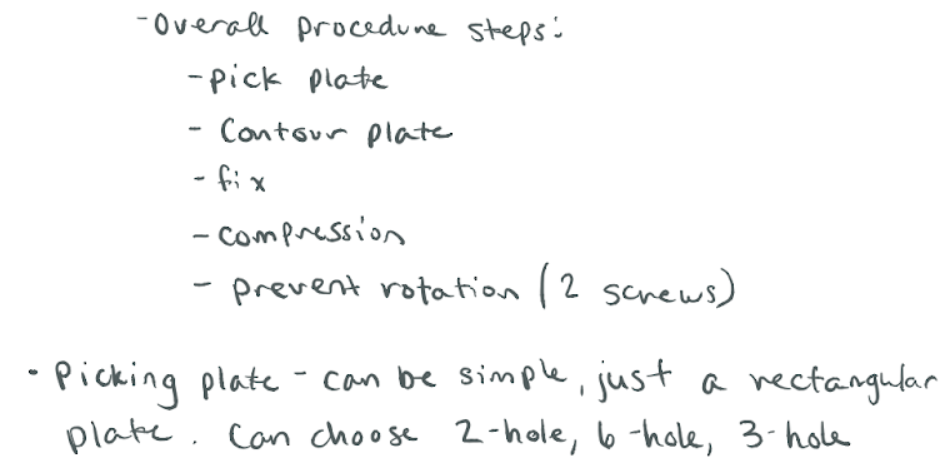 - Overall procedure steps:
- pick plate
- Contour plate
- fix
- compression
- prevent rotation (2 screws)
• Picking plate - can be simple, just a rectangular
plate. Can choose 2-hole, 6-hole, 3-hole